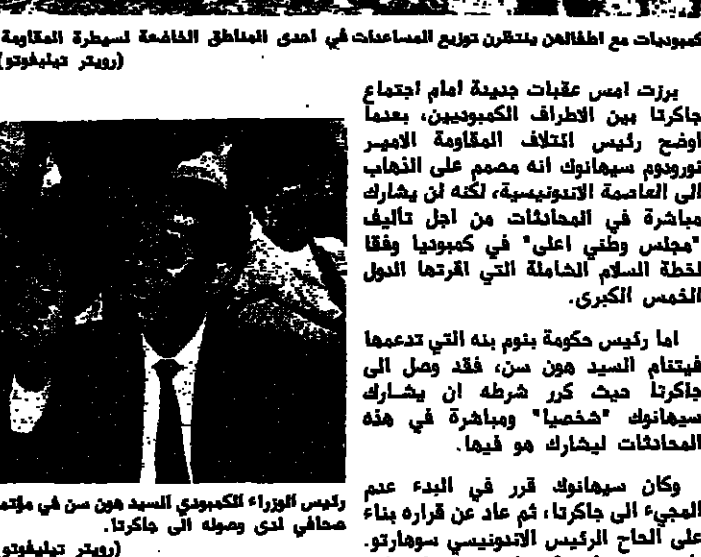 كمبوديات مع اطفالهن ينتظرن توزيع المساعدات في احدى المناطق الخاضعة لسيطرة المقاومة
(رويتر تيليفوتو)
برزت امس عقبات جديدة امام اجتماع
جاكرتا بين الاطراف الكمبوديين، بعدما
اوضح رئيس ائتلاف المقاومة الامير
نورودوم سيهانوك انه مصمم على الذهاب
الى العاصمة الاندونيسية، لكنه لن يشارك
مباشرة في المحادثات من اجل تأليف
"مجلس وطني اعلى" في كمبوديا وفقا
لخطة السلام الشاملة التي اقرتها الدول
الخمس الكبرى.
اما رئيس حكومة بنوم بنه التي تدعمها
فيتنام السيد هون سن، فقد وصل الى
جاكرتا حيث كرر شرطه ان يشارك
سيهانوك "شخصيا" ومباشرة في هذه
المحادثات ليشارك هو فيها.
وكان سيهانوك قرر في البدء عدم
المجيء الى جاكرتا، ثم عاد عن قراره بناء
على الحاح الرئيس الاندونيسي سوهارتو.
رئيس الوزراء الكمبودي السيد هون سن في مؤتم
صحافي لدى وصوله الى جاكرتا.
(رويتر تيليفوتو)